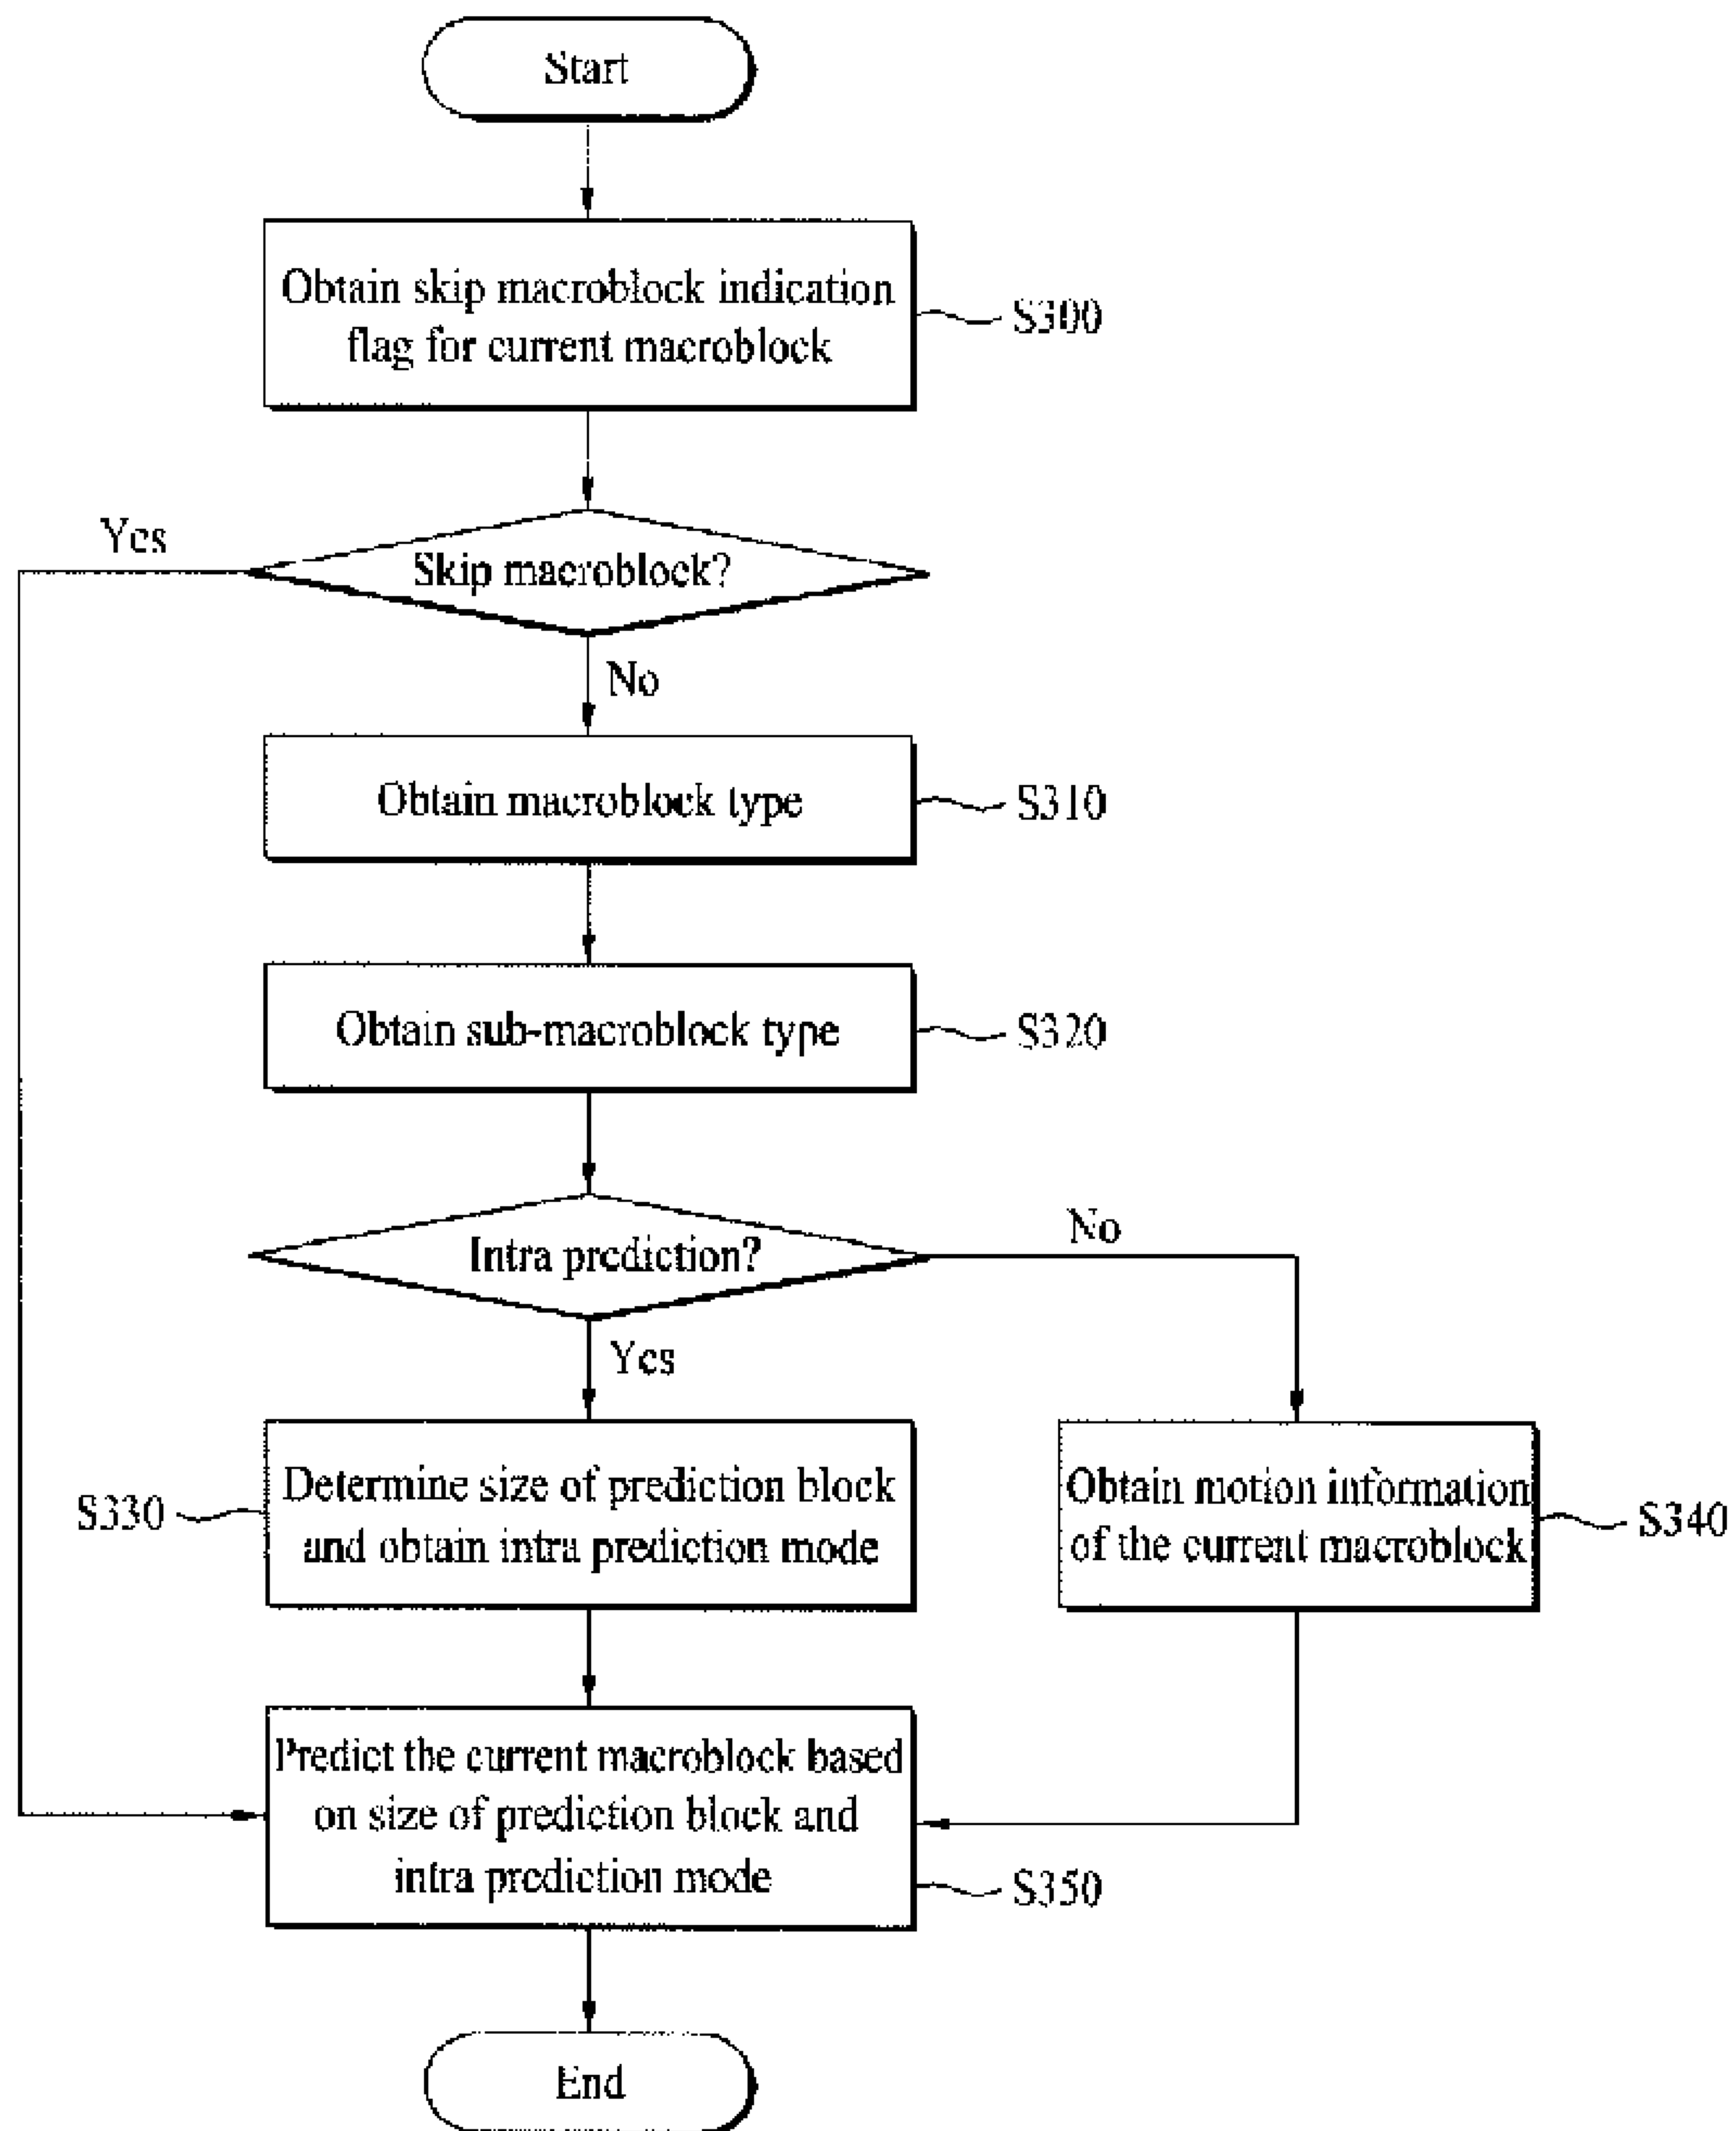 Start
Obtain skip macroblock indication
flag for current macroblock
S300
Yes
Skip macroblock?
No
Obtain macroblock type
S310
Obtain sub-macroblock type
S320
Intra prediction?
No
Yes
S330
Determine size of prediction block
and obtain intra prediction mode
Obtain motion information
of the current macroblock
S340
Predict the current macroblock based
on size of prediction block and
intra prediction mode
S350
End